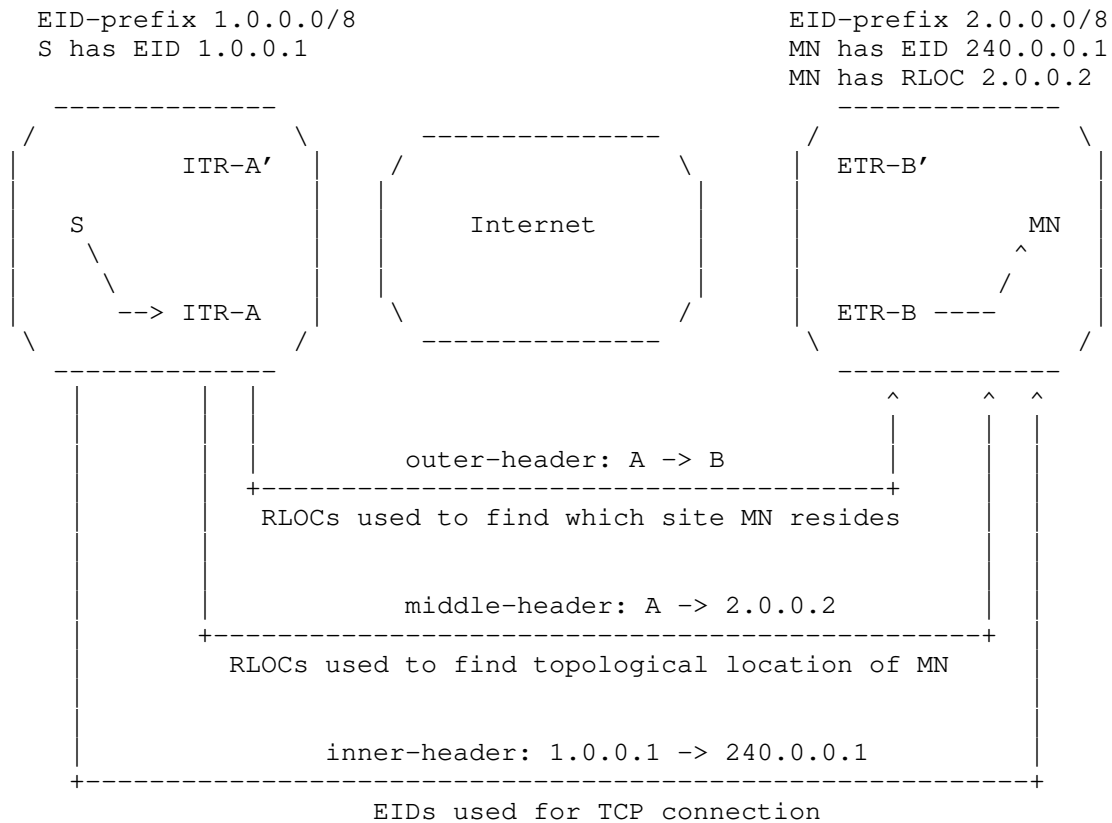 EID-prefix 1.0.0.0/8 EID-prefix 2.0.0.0/8
S has EID 1.0.0.1 MN has EID 240.0.0.1
MN has RLOC 2.0.0.2
ITR-A' ETR-B'
S Internet MN
--> ITR-A ETR-B ----
outer-header: A -> B
RLOCs used to find which site MN resides
middle-header: A -> 2.0.0.2
RLOCs used to find topological location of MN
inner-header: 1.0.0.1 -> 240.0.0.1
EIDs used for TCP connection